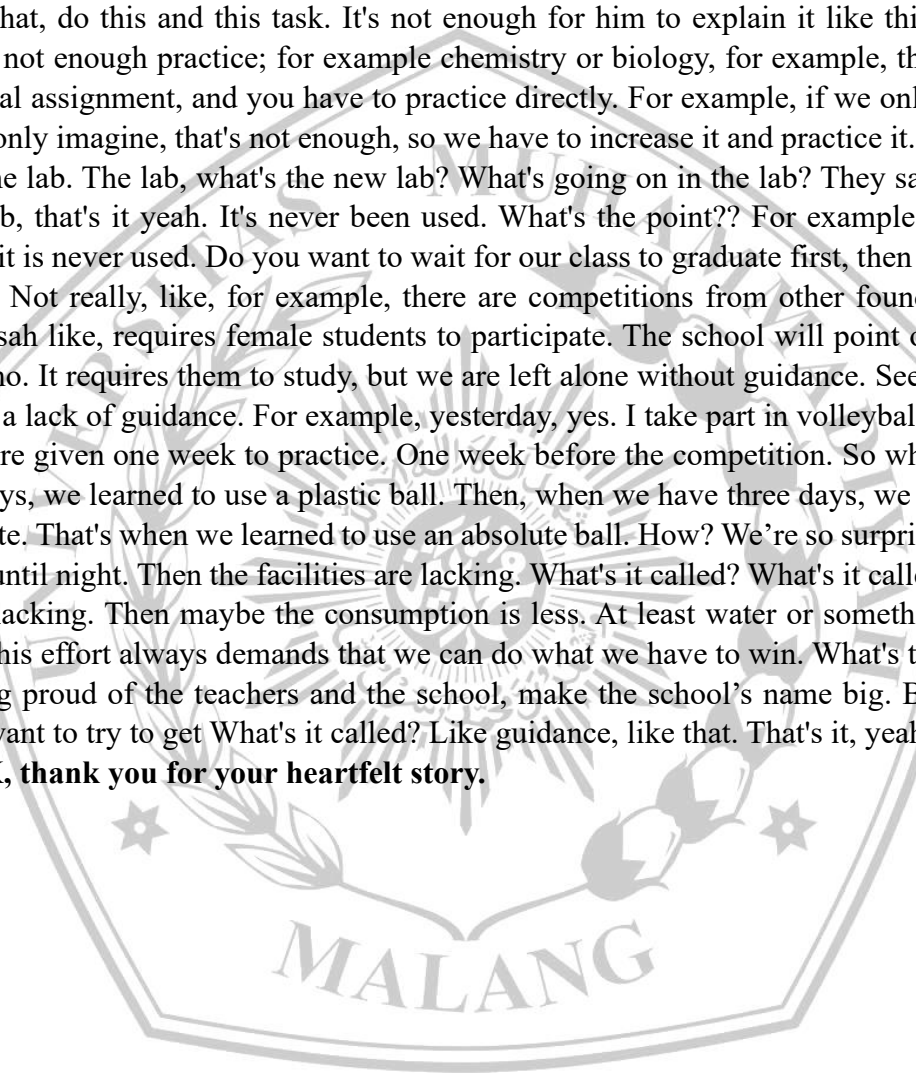 hat, do this and this task. It's not enough for him to explain it like thi
not enough practice; for example chemistry or biology, for example, th
al assignment, and you have to practice directly. For example, if we onl
only imagine, that's not enough, so we have to increase it and practice it.
he lab. The lab, what's the new lab? What's going on in the lab? They sa
b, that's it yeah. It's never been used. What's the point?? For example
it is never used. Do you want to wait for our class to graduate first, then
Not really, like, for example, there are competitions from other foun
sah like, requires female students to participate. The school will point o
no. It requires them to study, but we are left alone without guidance. See
a lack of guidance. For example, yesterday, yes. I take part in volleybal
re given one week to practice. One week before the competition. So wh
ys, we learned to use a plastic ball. Then, when we have three days, we
te. That's when we learned to use an absolute ball. How? We're so surpri
until night. Then the facilities are lacking. What's it called? What's it calle
lacking. Then maybe the consumption is less. At least water or someth
his effort always demands that we can do what we have to win. What's t
g proud of the teachers and the school, make the school's name big. B
vant to try to get What's it called? Like guidance, like that. That's it, yeah
, thank you for your heartfelt story.
UNIVERSITAS MUHAMMADIYAH
MALANG